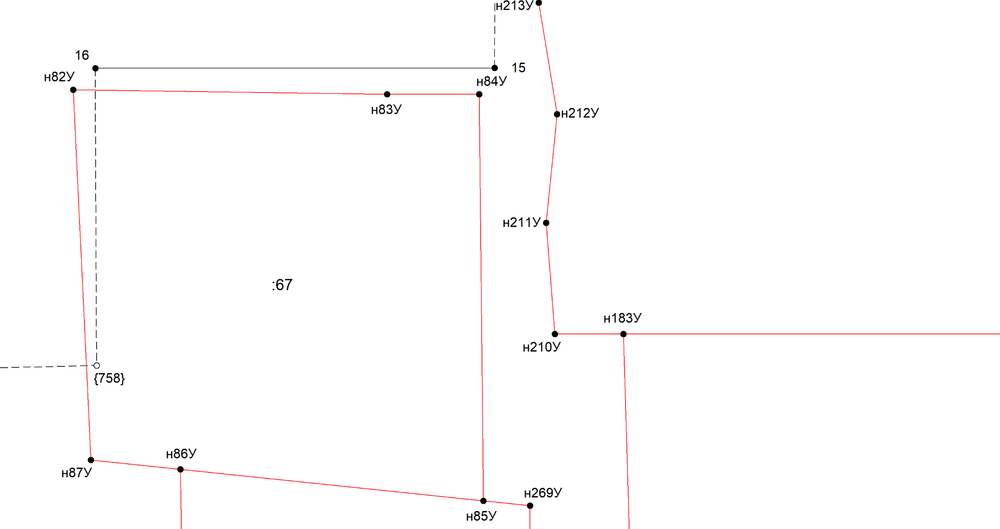 н213У
16
15
н82У
н84У
н83У
н212У
н211У
:67
н183У
н210У
{758}
н86У
н87У
н269У
н85У